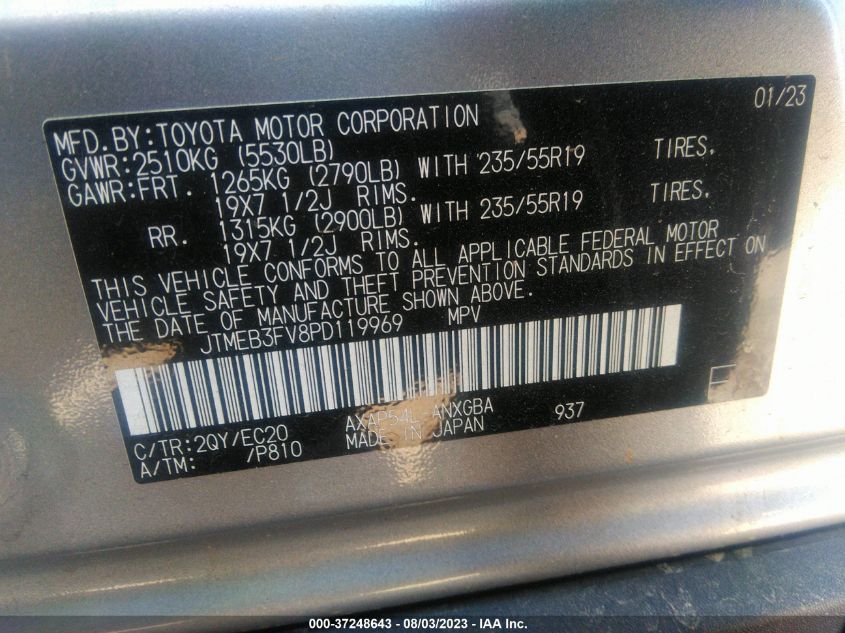 01/23
MFD.BY:TOYOTA MOTOR CORPORATION
GVWR:2510KG (5530LB)
GAWR:FRT. 1265KG (2790LB) WITH 235/55R19 TIRES.
19X7 1/2J RIMS.
RR. 1315KG (2900LB) WITH 235/55R19 TIRES.
19X7 1/2J RIMS.
THIS VEHICLE CONFORMS TO ALL APPLICABLE FEDERAL MOTOR
VEHICLE SAFETY AND THEFT PREVENTION STANDARDS IN EFFECT ON
THE DATE OF MANUFACTURE SHOWN ABOVE.
JTMEB3FV8PD119969 MPV
C/TR:2QY/EC20 AXAP54L-ANXGBA 937
A/TM: /P810 MADE IN JAPAN
000-37248643 - 08/03/2023 - IAA Inc.